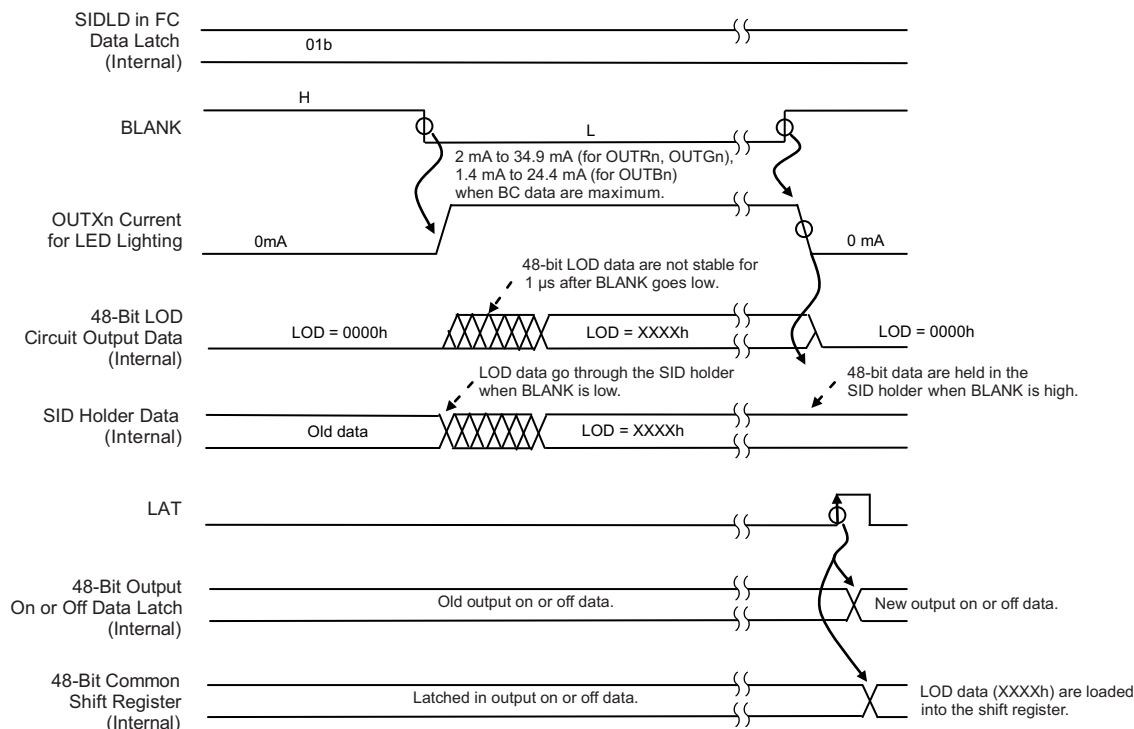 SIDLD in FC
Data Latch
(Internal)
01b
H
BLANK
L
2 mA to 34.9 mA (for OUTRn, OUTGn),
1.4 mA to 24.4 mA (for OUTBn)
when BC data are maximum.
OUTXn Current
for LED Lighting
0mA
0 mA
48-bit LOD data are not stable for
1 µs after BLANK goes low.
48-Bit LOD
Circuit Output Data
(Internal)
LOD = 0000h
LOD = XXXXh
LOD = 0000h
LOD data go through the SID holder
when BLANK is low.
48-bit data are held in the
SID holder when BLANK is high.
SID Holder Data
(Internal)
Old data
LOD = XXXXh
LAT
48-Bit Output
On or Off Data Latch
(Internal)
Old output on or off data.
New output on or off data.
48-Bit Common
Shift Register
(Internal)
Latched in output on or off data.
LOD data (XXXXh) are loaded
into the shift register.